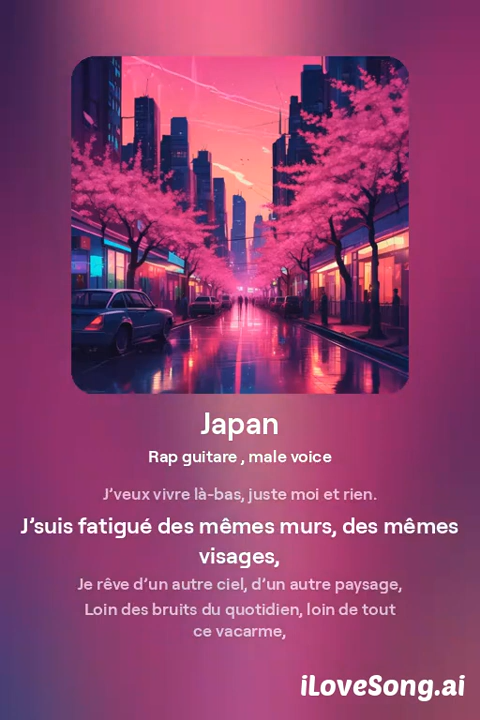 Japan
Rap guitare , male voice
J’veux vivre là-bas, juste moi et rien.
J’suis fatigué des mêmes murs, des mêmes
visages,
Je rêve d’un autre ciel, d’un autre paysage,
Loin des bruits du quotidien, loin de tout
ce vacarme,
iLoveSong.ai